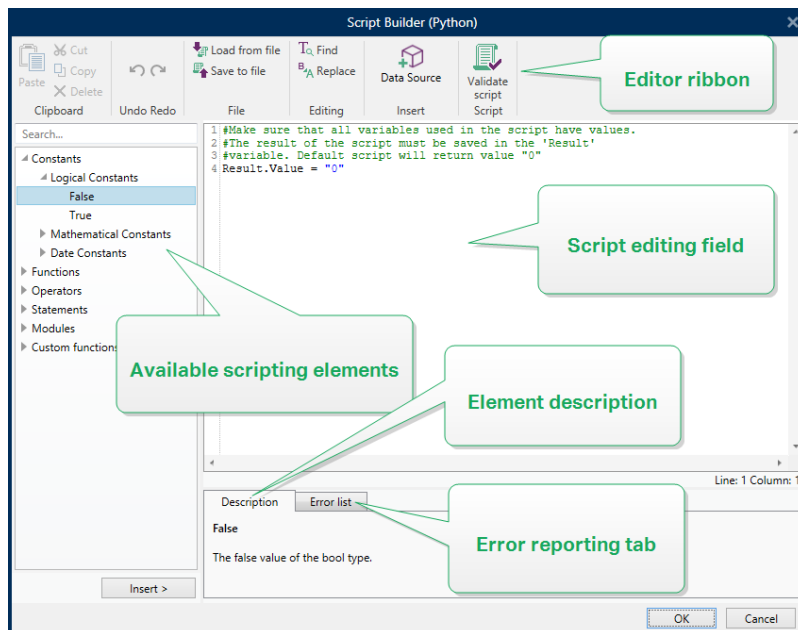 Script Builder (Python)
Paste
Cut
Copy
Delete
Clipboard
Undo Redo
Load from file
Save to file
File
Find
Replace
Editing
Data Source
Insert
Validate
script
Script
Editor ribbon
Search...
Constants
Logical Constants
False
True
Mathematical Constants
Date Constants
Functions
Operators
Statements
Modules
Custom functions
Insert >
1 #Make sure that all variables used in the script have values.
2 #The result of the script must be saved in the 'Result'
3 #variable. Default script will return value "0"
4 Result.Value = "0"
Script editing field
Available scripting elements
Element description
Line: 1 Column: 1
Description
Error list
False
The false value of the bool type.
Error reporting tab
OK
Cancel